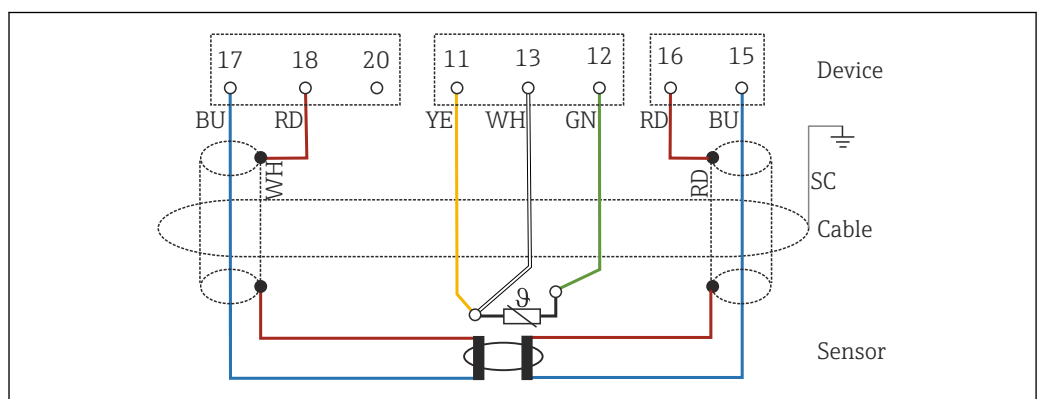 17 18 20 11 13 12 16 15
Device
BU RD YE WH GN RD BU
WH
RD
SC
Cable
ϑ
Sensor